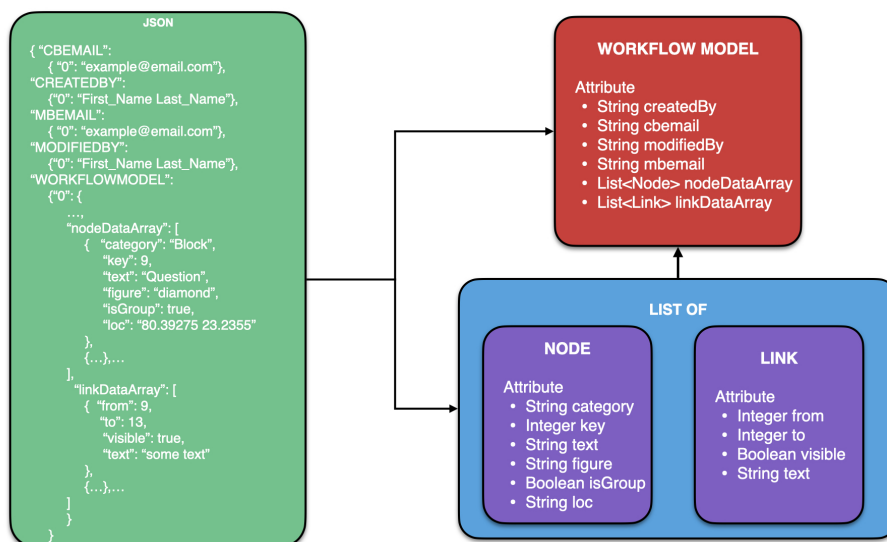 JSON
{ “CBEMAIL”:
{ “0”: “example@email.com”},
“CREATEDBY”:
{“0”: “First_Name Last_Name”},
“MBEMAIL”:
{ “0”: “example@email.com”},
“MODIFIEDBY”:
{“0”: “First_Name Last_Name”},
“WORKFLOWMODEL”:
{“0”: {
…,
“nodeDataArray”: [
{ “category”: “Block”,
“key”: 9,
“text”: “Question”,
“figure”: “diamond”,
“isGroup”: true,
“loc”: “80.39275 23.2355”
},
{…},…
],
“linkDataArray”: [
{ “from”: 9,
“to”: 13,
“visible”: true,
“text”: “some text”
},
{…},…
]
}
}
WORKFLOW MODEL
Attribute
• String createdBy
• String cbemail
• String modifiedBy
• String mbemail
• List<Node> nodeDataArray
• List<Link> linkDataArray
LIST OF
NODE
Attribute
• String category
• Integer key
• String text
• String figure
• Boolean isGroup
• String loc
LINK
Attribute
• Integer from
• Integer to
• Boolean visible
• String text